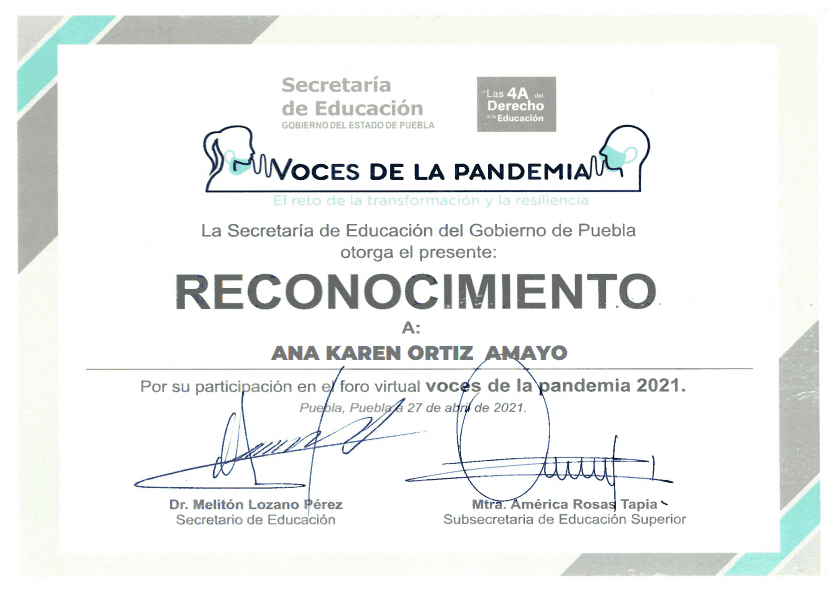 Secretaría
de Educación
GOBIERNO DEL ESTADO DE PUEBLA
Las 4A del
Derecho
a la Educación
VOCES DE LA PANDEMIA
El reto de la transformación y la resiliencia
La Secretaría de Educación del Gobierno de Puebla
otorga el presente:
RECONOCIMIENTO
A:
ANA KAREN ORTIZ AMAYO
Por su participación en el foro virtual voces de la pandemia 2021.
Puebla, Puebla a 27 de abril de 2021.
Dr. Melitón Lozano Pérez
Secretario de Educación
Mtra. América Rosas Tapia
Subsecretaria de Educación Superior